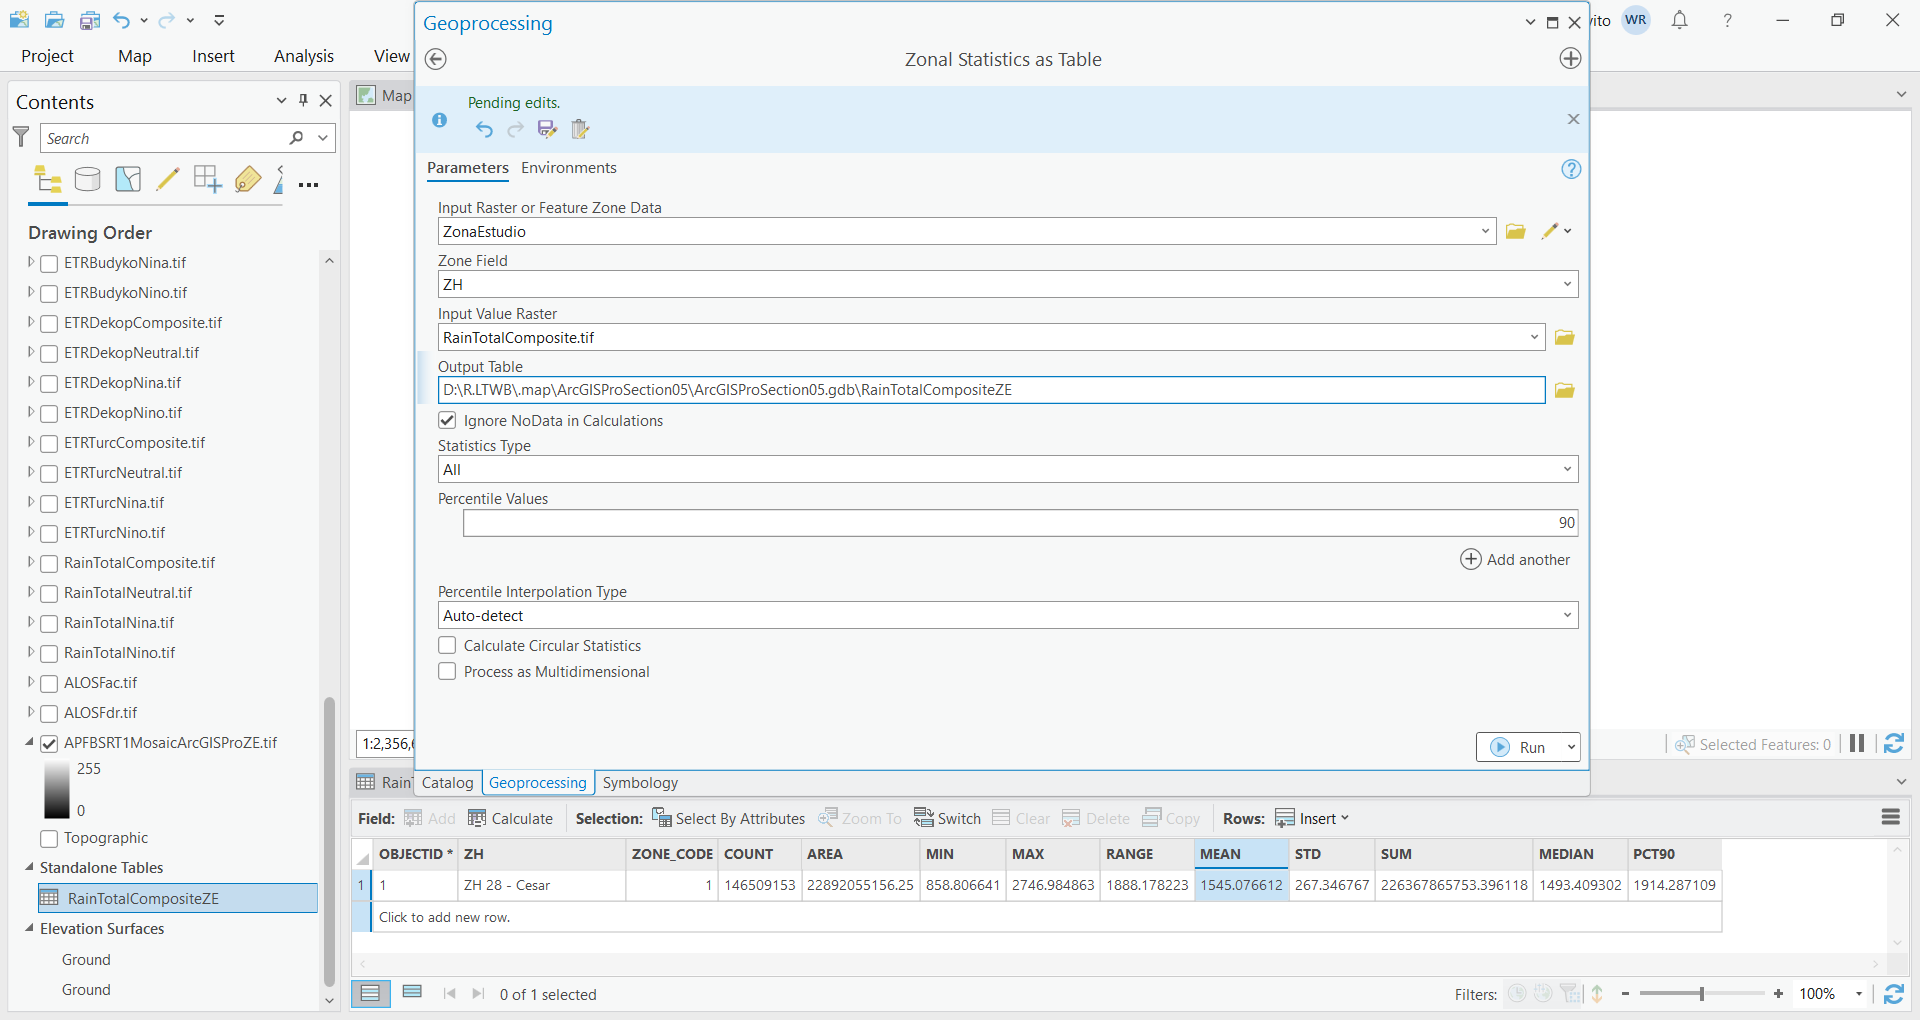 Geoprocessing
vito WR ?
Project Map Insert Analysis View
Zonal Statistics as Table
Contents
Map
Pending edits.
Search
Parameters Environments
Input Raster or Feature Zone Data
ZonaEstudio
Zone Field
ZH
Input Value Raster
RainTotalComposite.tif
Output Table
D:\R.LTWB\.map\ArcGISProSection05\ArcGISProSection05.gdb\RainTotalCompositeZE
Ignore NoData in Calculations
Statistics Type
All
Percentile Values
90
Add another
Percentile Interpolation Type
Auto-detect
Calculate Circular Statistics
Process as Multidimensional
Run
Drawing Order
ETRBudykoNina.tif
ETRBudykoNino.tif
ETRDekopComposite.tif
ETRDekopNeutral.tif
ETRDekopNina.tif
ETRDekopNino.tif
ETRTurcComposite.tif
ETRTurcNeutral.tif
ETRTurcNina.tif
ETRTurcNino.tif
RainTotalComposite.tif
RainTotalNeutral.tif
RainTotalNina.tif
RainTotalNino.tif
ALOSFac.tif
ALOSFdr.tif
APFBSRT1MosaicArcGISProZE.tif
255
0
Topographic
Standalone Tables
RainTotalCompositeZE
Elevation Surfaces
Ground
Ground
1:2,356,
Selected Features: 0
Rain
Catalog Geoprocessing Symbology
Field: Add Calculate Selection: Select By Attributes Zoom To Switch Clear Delete Copy Rows: Insert
OBJECTID * ZH ZONE_CODE COUNT AREA MIN MAX RANGE MEAN STD SUM MEDIAN PCT90
1 1 ZH 28 - Cesar 1 146509153 22892055156.25 858.806641 2746.984863 1888.178223 1545.076612 267.346767 226367865753.396118 1493.409302 1914.287109
Click to add new row.
0 of 1 selected
Filters: 100%